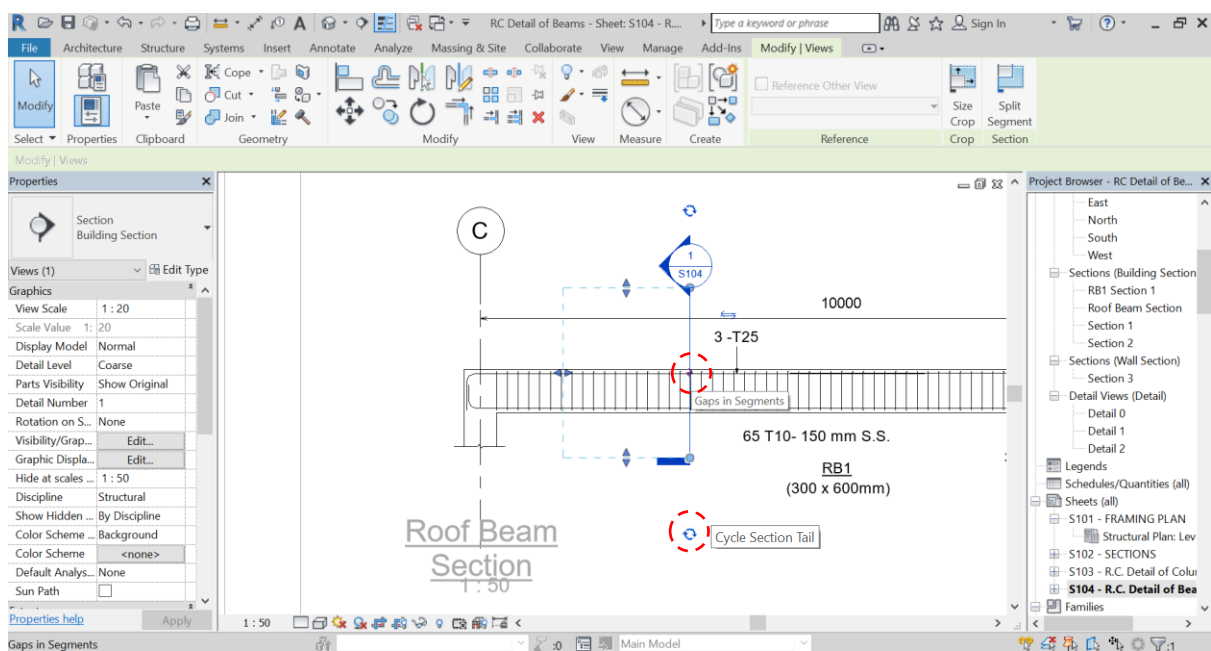 RC Detail of Beams - Sheet: S104 - R....
Type a keyword or phrase
Sign In
File Architecture Structure Systems Insert Annotate Analyze Massing & Site Collaborate View Manage Add-Ins Modify | Views
Modify
Paste
Cope
Cut
Join
Reference Other View
Size Crop
Split Segment
Select Properties Clipboard Geometry Modify View Measure Create Reference Crop Section
Modify | Views
Properties
Section
Building Section
Views (1)
Edit Type
Graphics
View Scale 1 : 20
Scale Value 1: 20
Display Model Normal
Detail Level Coarse
Parts Visibility Show Original
Detail Number 1
Rotation on S... None
Visibility/Grap... Edit...
Graphic Displa... Edit...
Hide at scales ... 1 : 50
Discipline Structural
Show Hidden ... By Discipline
Color Scheme ... Background
Color Scheme <none>
Default Analys... None
Sun Path
Properties help
Apply
C
1
S104
10000
3 -T25
Gaps in Segments
65 T10- 150 mm S.S.
RB1
(300 x 600mm)
Roof Beam
Section
1 : 50
Cycle Section Tail
Project Browser - RC Detail of Be...
East
North
South
West
Sections (Building Section
RB1 Section 1
Roof Beam Section
Section 1
Section 2
Sections (Wall Section)
Section 3
Detail Views (Detail)
Detail 0
Detail 1
Detail 2
Legends
Schedules/Quantities (all)
Sheets (all)
S101 - FRAMING PLAN
Structural Plan: Lev
S102 - SECTIONS
S103 - R.C. Detail of Colu
S104 - R.C. Detail of Bea
Families
1 : 50
Gaps in Segments
:0
Main Model
:1